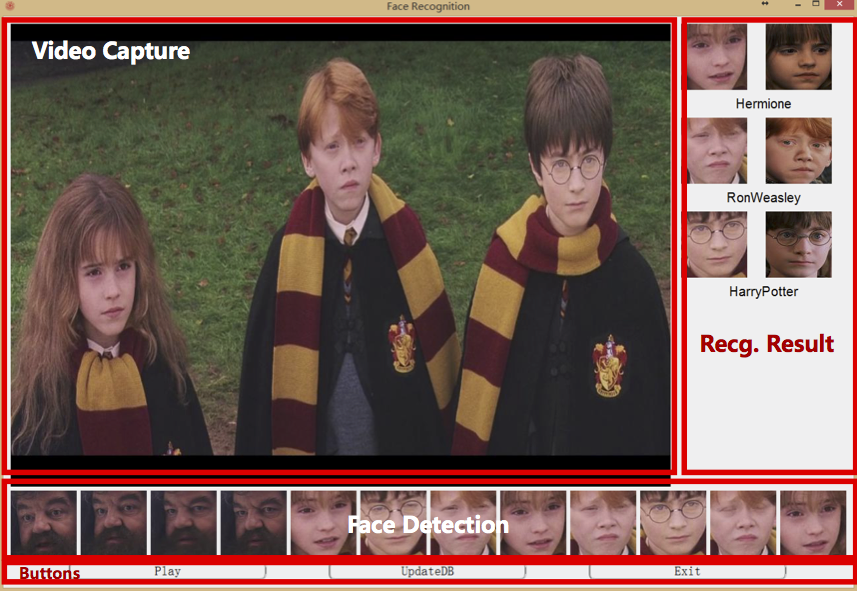 Face Recognition
Video Capture
Hermione
RonWeasley
HarryPotter
Recg. Result
Face Detection
Buttons
Play
UpdateDB
Exit